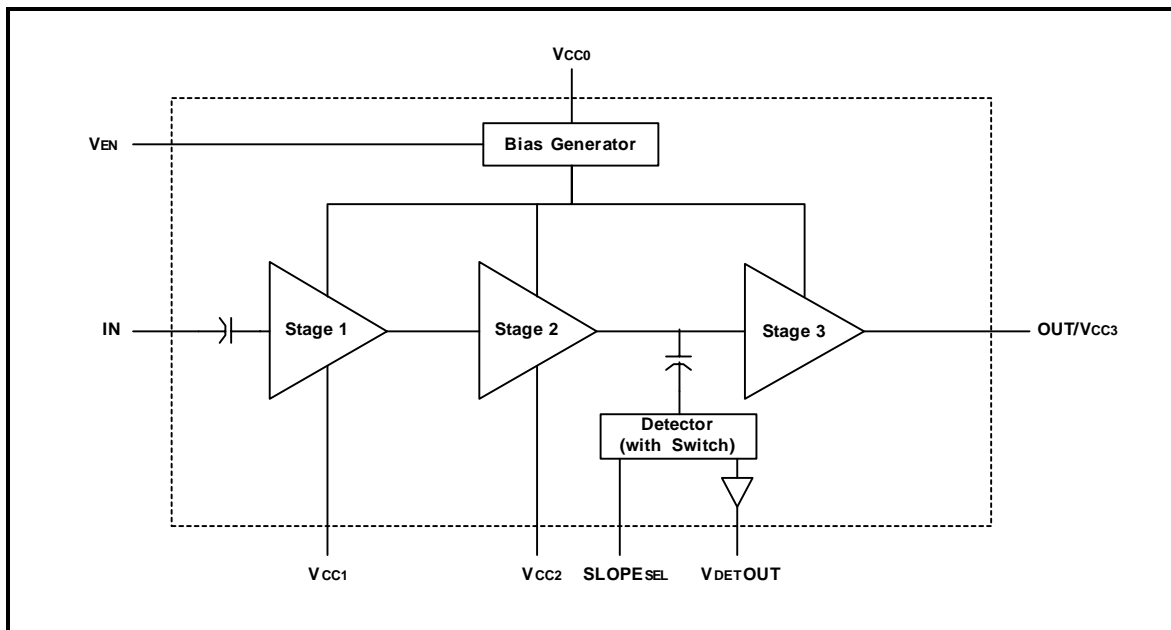 VCC0
VEN
Bias Generator
IN
Stage 1
Stage 2
Stage 3
OUT/VCC3
Detector
(with Switch)
VCC1
VCC2
SLOPESEL
VDETOUT